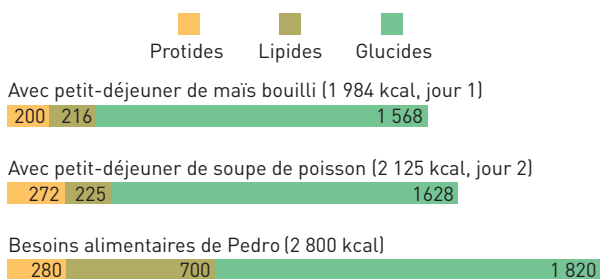 Protides Lipides Glucides
Avec petit-déjeuner de maïs bouilli (1 984 kcal, jour 1)
200 216 1 568
Avec petit-déjeuner de soupe de poisson (2 125 kcal, jour 2)
272 225 1628
Besoins alimentaires de Pedro (2 800 kcal)
280 700 1 820